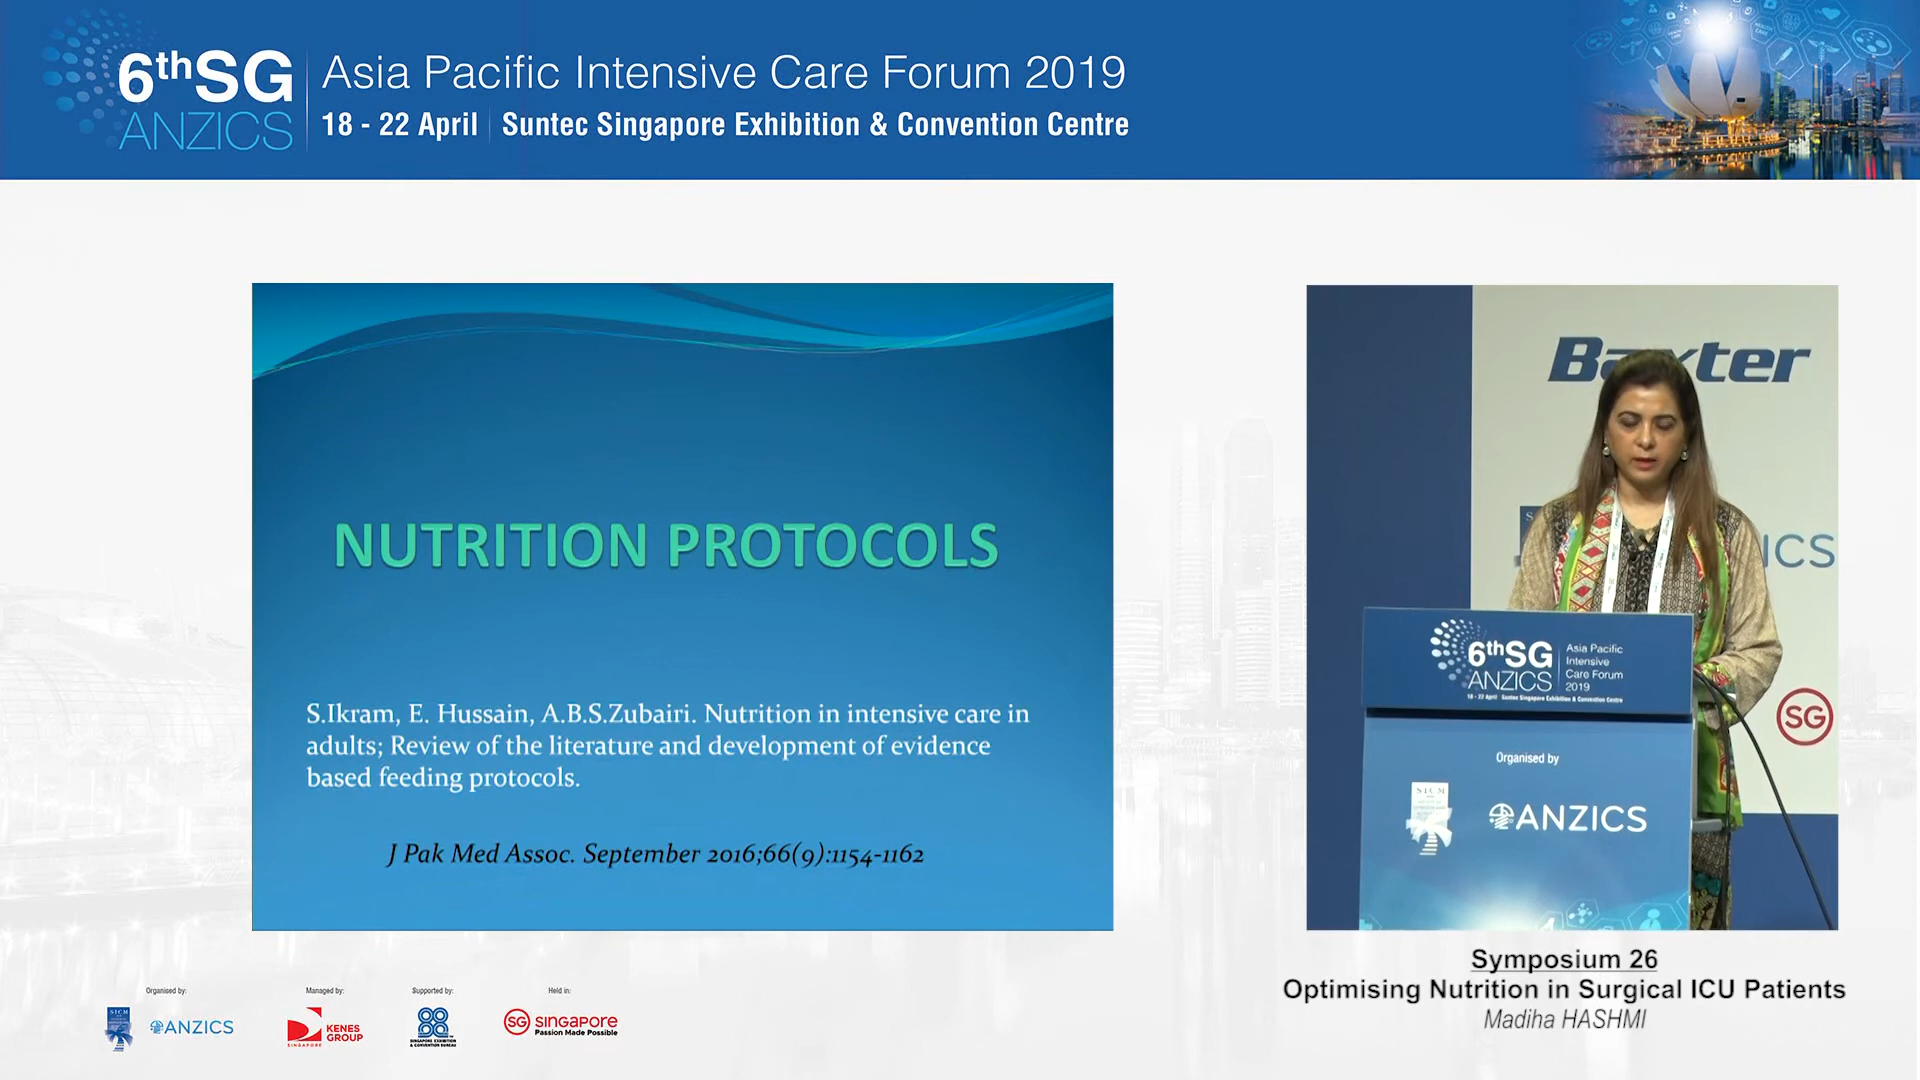 6thSG
ANZICS
Asia Pacific Intensive Care Forum 2019
18 - 22 April | Suntec Singapore Exhibition & Convention Centre
NUTRITION PROTOCOLS
S.Ikram, E. Hussain, A.B.S.Zubairi. Nutrition in intensive care in
adults; Review of the literature and development of evidence
based feeding protocols.
J Pak Med Assoc. September 2016;66(9):1154-1162
Baxter
ICS
SG
6thSG
ANZICS
Asia Pacific
Intensive
Care Forum
2019
18 - 22 April Suntec Singapore Exhibition & Convention Centre
Organised by
SICM
ANZICS
Symposium 26
Optimising Nutrition in Surgical ICU Patients
Madiha HASHMI
Organised by:
SICM
ANZICS
Managed by:
KENES
GROUP
SINGAPORE
Supported by:
SINGAPORE EXHIBITION
& CONVENTION BUREAU
Held in:
SG
singapore
Passion Made Possible